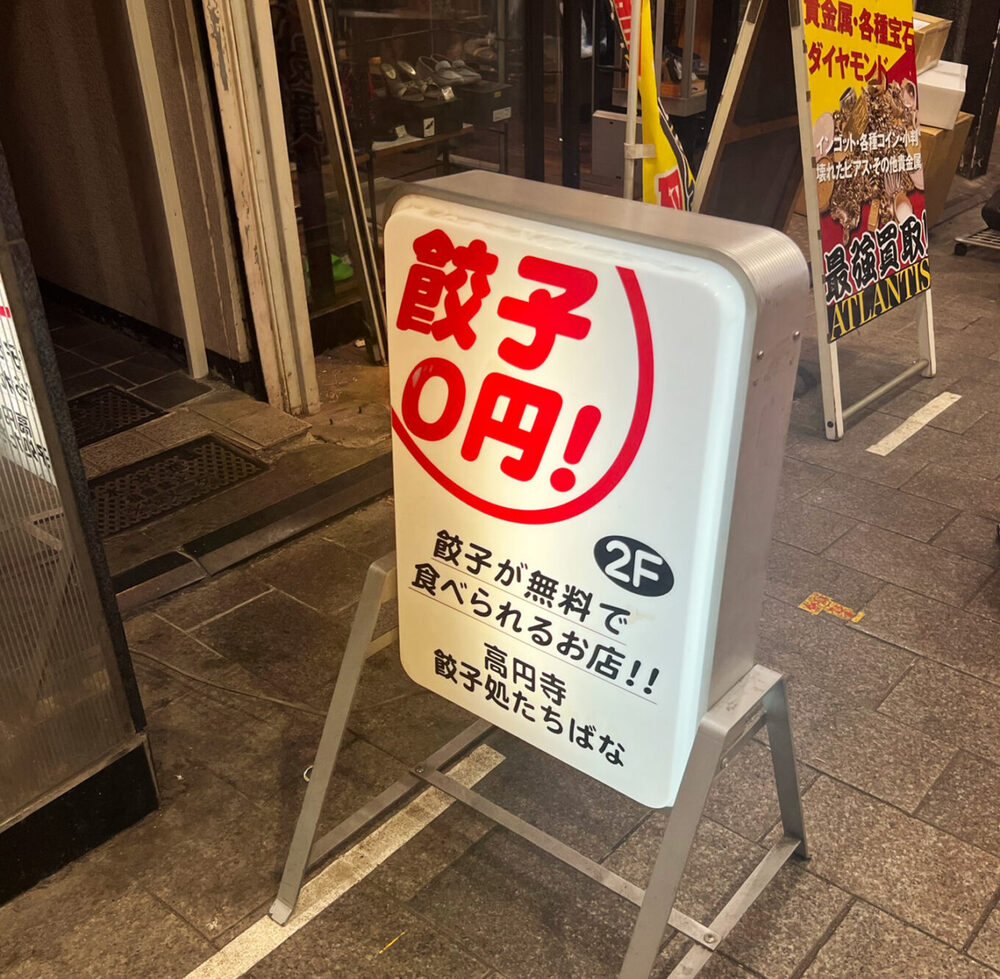 餃子
0円!
2F
餃子が無料で
食べられるお店!!
高円寺
餃子処たちばな
貴金属・各種宝石
ダイヤモンド
インゴット・各種コイン・小判
壊れたピアス・その他貴金属
最強買取!
ATLANTIS